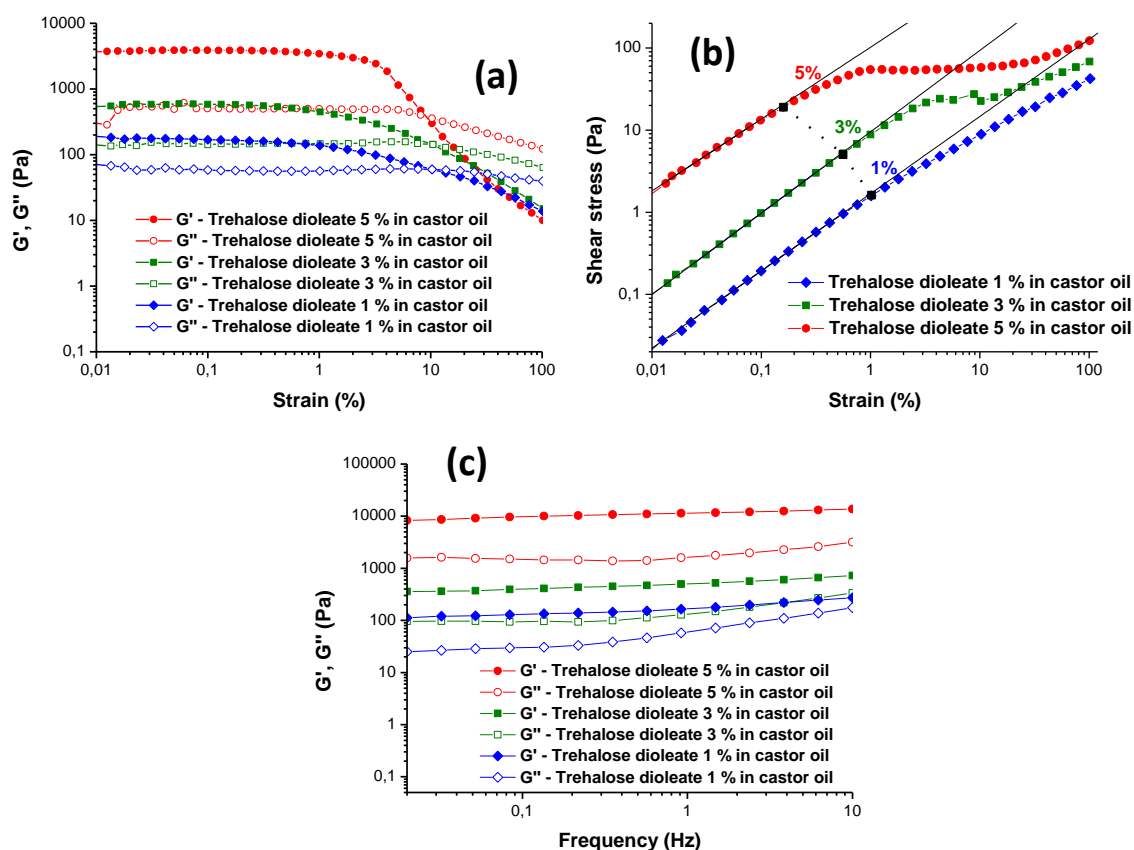 (a)
G', G'' (Pa)
10000
1000
100
10
1
0,1
G' - Trehalose dioleate 5 % in castor oil
G'' - Trehalose dioleate 5 % in castor oil
G' - Trehalose dioleate 3 % in castor oil
G'' - Trehalose dioleate 3 % in castor oil
G' - Trehalose dioleate 1 % in castor oil
G'' - Trehalose dioleate 1 % in castor oil
0,01 0,1 1 10 100
Strain (%)
(b)
Shear stress (Pa)
100
10
1
0,1
5%
3%
1%
Trehalose dioleate 1 % in castor oil
Trehalose dioleate 3 % in castor oil
Trehalose dioleate 5 % in castor oil
0,01 0,1 1 10 100
Strain (%)
(c)
G', G'' (Pa)
100000
10000
1000
100
10
1
0,1
G' - Trehalose dioleate 5 % in castor oil
G'' - Trehalose dioleate 5 % in castor oil
G' - Trehalose dioleate 3 % in castor oil
G'' - Trehalose dioleate 3 % in castor oil
G' - Trehalose dioleate 1 % in castor oil
G'' - Trehalose dioleate 1 % in castor oil
0,1 1 10
Frequency (Hz)